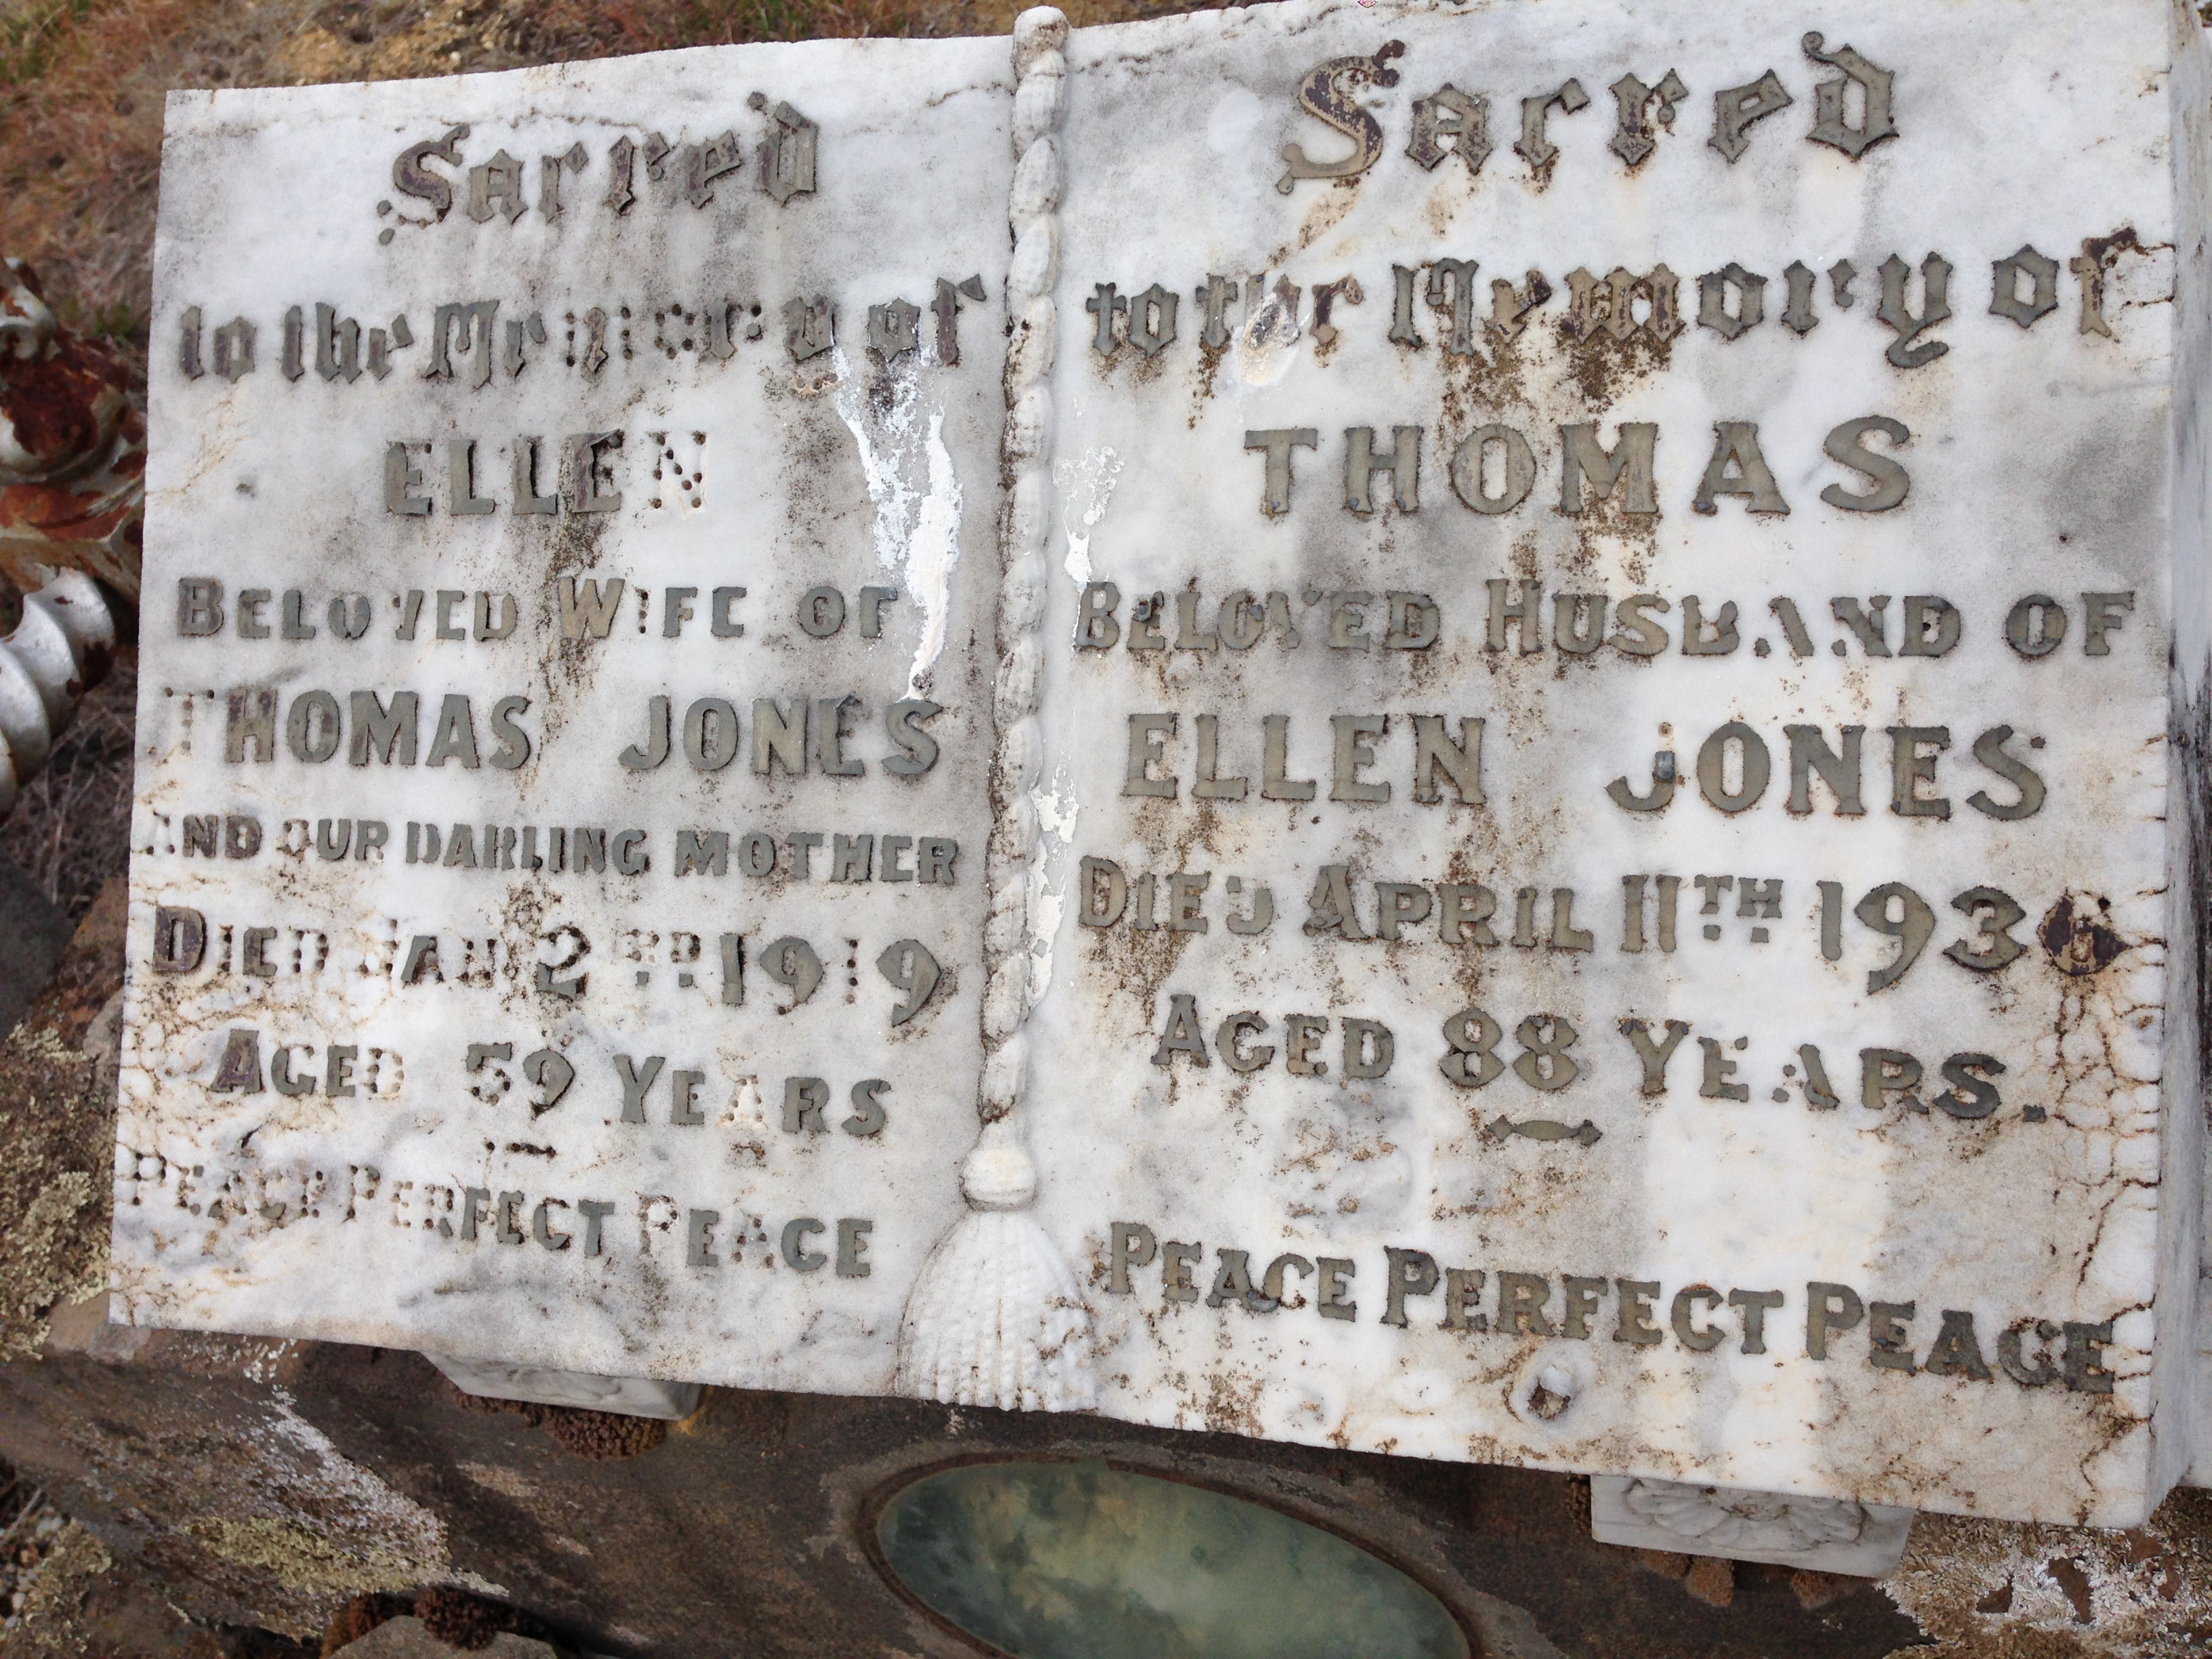 Sacred
to the Memory of
ELLEN
BELOVED WIFE OF
THOMAS JONES
AND OUR DARLING MOTHER
DIED JAN 2ND 1919
AGED 59 YEARS
PEACE PERFECT PEACE
Sacred
to the Memory of
THOMAS
BELOVED HUSBAND OF
ELLEN JONES
DIED APRIL 11TH 1936
AGED 88 YEARS.
PEACE PERFECT PEACE